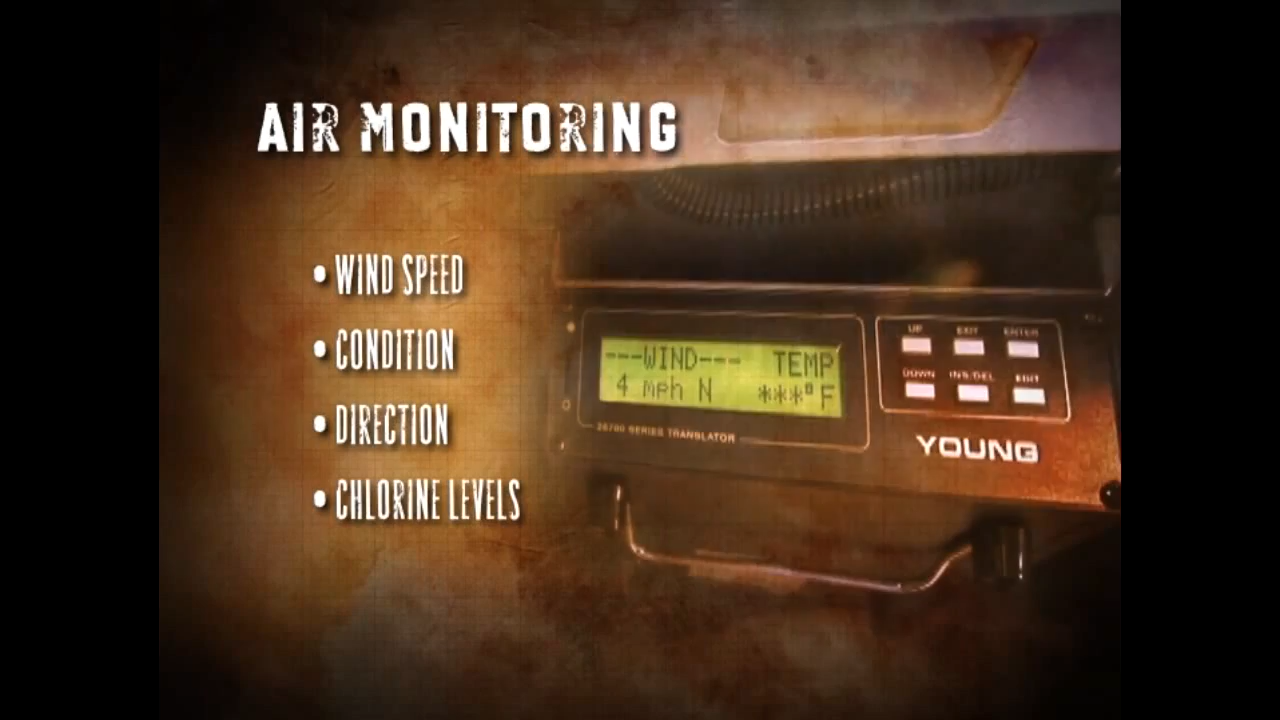 AIR MONITORING
• WIND SPEED
• CONDITION
• DIRECTION
• CHLORINE LEVELS
---WIND--- TEMP
4 mph N ***°F
26700 SERIES TRANSLATOR
UP EXIT ENTER
DOWN INS/DEL EDIT
YOUNG